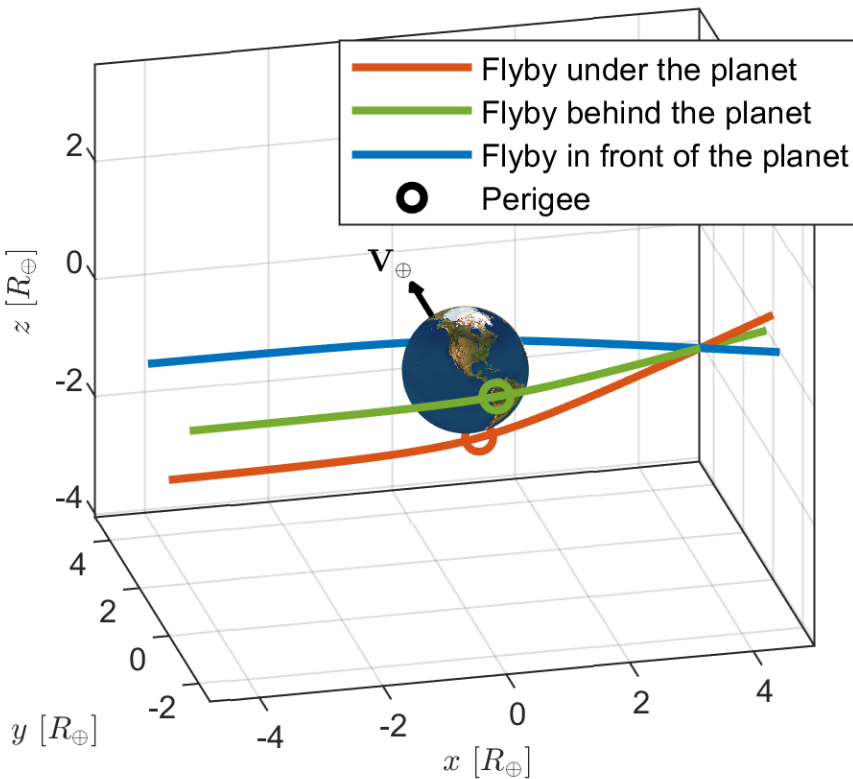 Flyby under the planet
Flyby behind the planet
Flyby in front of the planet
Perigee
V⊕
z [R⊕]
2
0
-2
-4
4
2
0
-2
y [R⊕]
-4
-2
0
2
4
x [R⊕]